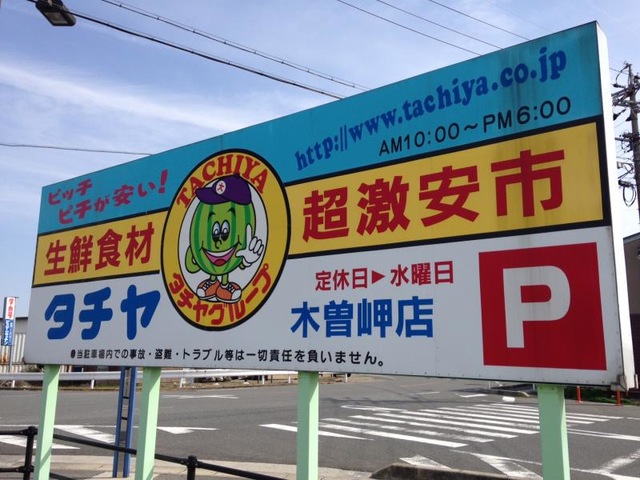 ピッチ
ピチが安い!
http://www.tachiya.co.jp
AM10:00～PM6:00
生鮮食材
TACHIYA
タチヤグループ
超激安市
タチヤ
定休日▶水曜日
木曽岬店
P
●当駐車場内での事故・盗難・トラブル等は一切責任を負いません。